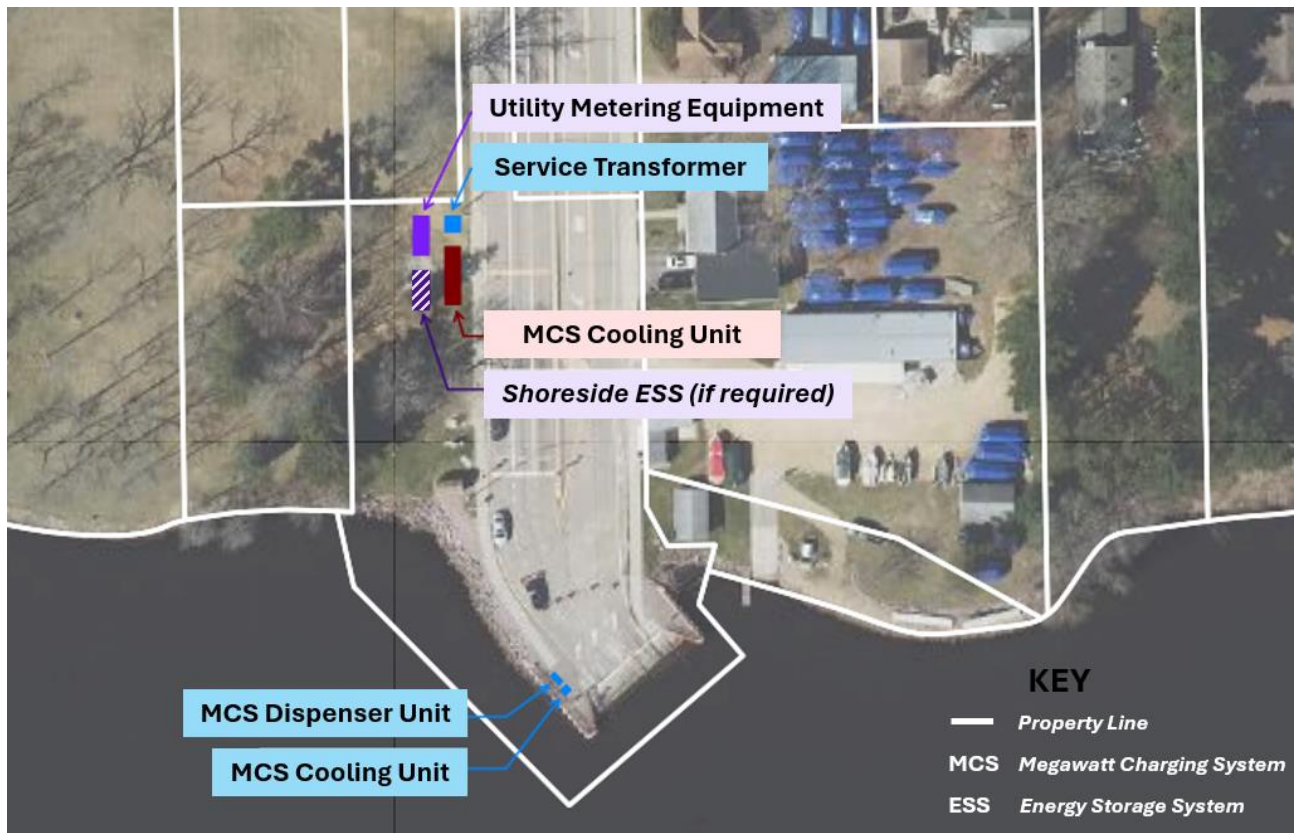 Utility Metering Equipment
Service Transformer
MCS Cooling Unit
Shoreside ESS (if required)
MCS Dispenser Unit
MCS Cooling Unit
KEY
Property Line
MCS Megawatt Charging System
ESS Energy Storage System